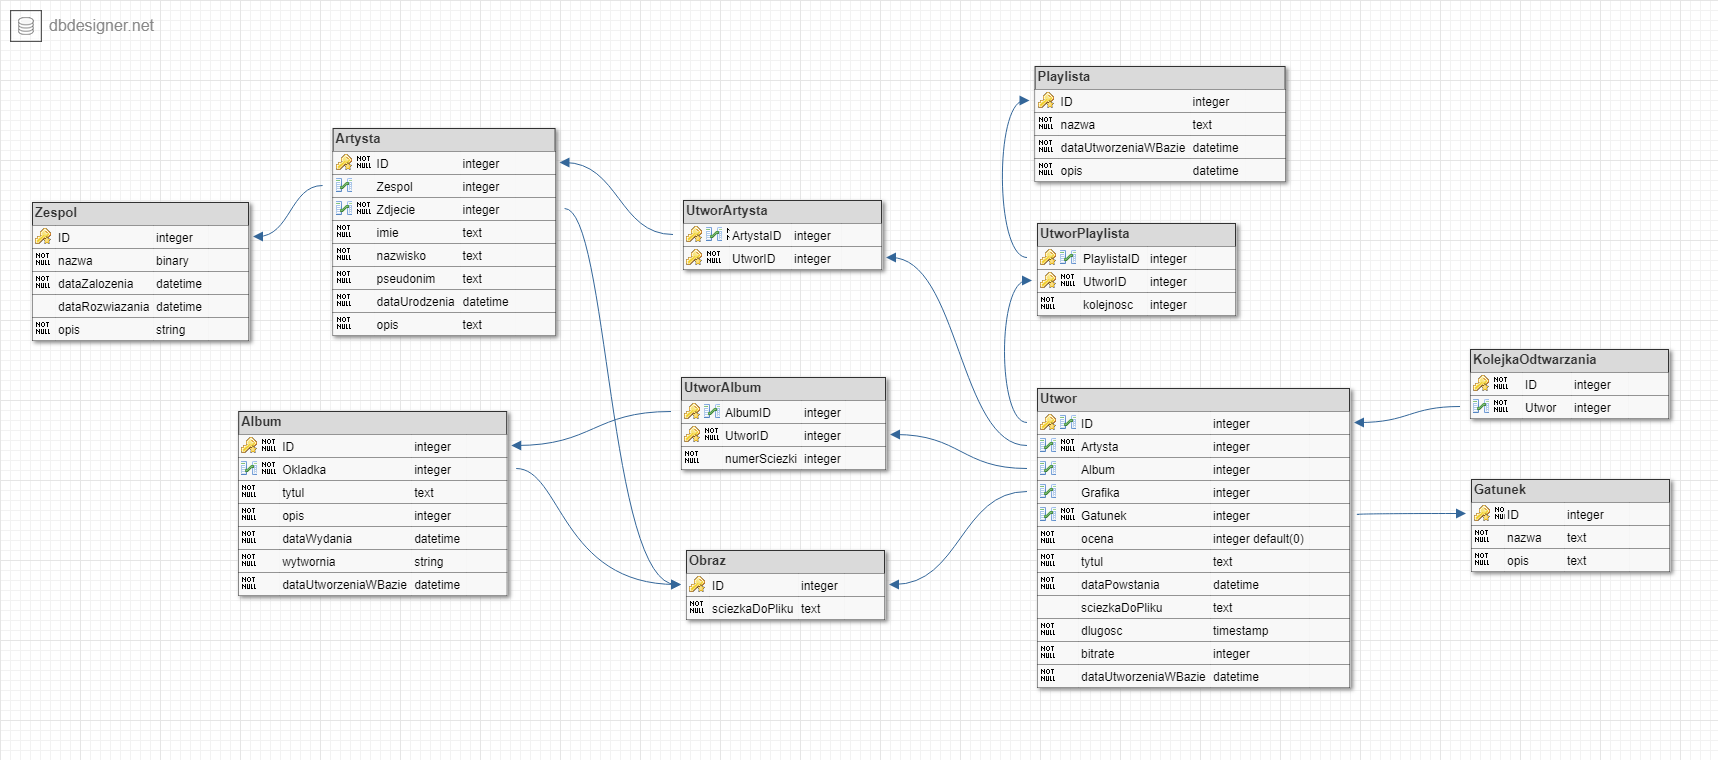 dbdesigner.net
Zespol
ID integer
NOT NULL nazwa binary
NOT NULL dataZalozenia datetime
dataRozwiazania datetime
NOT NULL opis string
Artysta
NOT NULL ID integer
Zespol integer
NOT NULL Zdjecie integer
NOT NULL imie text
NOT NULL nazwisko text
NOT NULL pseudonim text
NOT NULL dataUrodzenia datetime
NOT NULL opis text
Album
NOT NULL ID integer
NOT NULL Okladka integer
NOT NULL tytul text
NOT NULL opis integer
NOT NULL dataWydania datetime
NOT NULL wytwornia string
NOT NULL dataUtworzeniaWBazie datetime
UtworArtysta
ArtystaID integer
NOT NULL UtworID integer
UtworAlbum
AlbumID integer
NOT NULL UtworID integer
NOT NULL numerSciezki integer
Obraz
ID integer
NOT NULL sciezkaDoPliku text
Playlista
ID integer
NOT NULL nazwa text
NOT NULL dataUtworzeniaWBazie datetime
NOT NULL opis datetime
UtworPlaylista
PlaylistaID integer
NOT NULL UtworID integer
NOT NULL kolejnosc integer
Utwor
ID integer
NOT NULL Artysta integer
Album integer
Grafika integer
NOT NULL Gatunek integer
NOT NULL ocena integer default(0)
NOT NULL tytul text
NOT NULL dataPowstania datetime
sciezkaDoPliku text
NOT NULL dlugosc timestamp
NOT NULL bitrate integer
NOT NULL dataUtworzeniaWBazie datetime
KolejkaOdtwarzania
NOT NULL ID integer
NOT NULL Utwor integer
Gatunek
ID integer
NOT NULL nazwa text
NOT NULL opis text